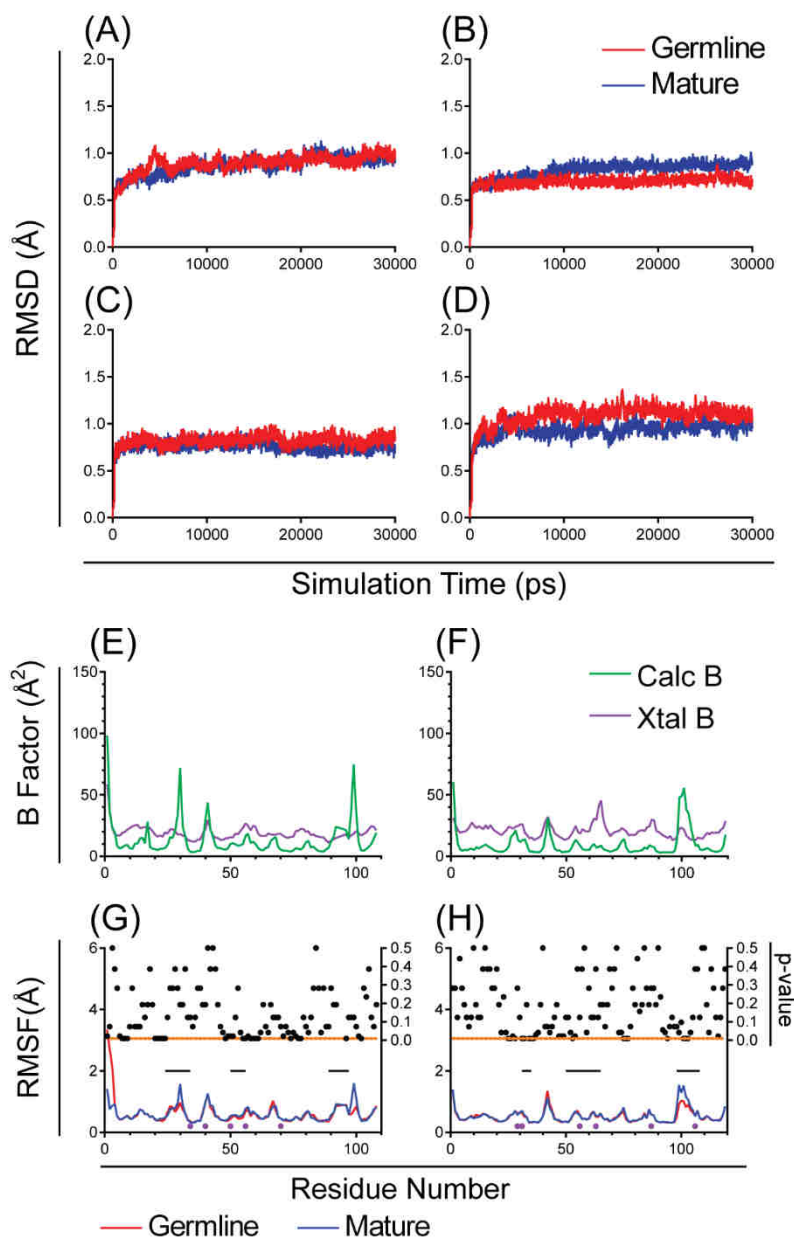 (A)
(B)
Germline
Mature
2.0
1.5
1.0
0.5
0.0
0 10000 20000 30000
2.0
1.5
1.0
0.5
0.0
0 10000 20000 30000
RMSD (Å)
(C)
(D)
2.0
1.5
1.0
0.5
0.0
0 10000 20000 30000
2.0
1.5
1.0
0.5
0.0
0 10000 20000 30000
Simulation Time (ps)
(E)
(F)
Calc B
Xtal B
B Factor (Å²)
150
100
50
0
0 50 100
150
100
50
0
0 50 100
(G)
(H)
RMSF(Å)
6
4
2
0
0.5
0.4
0.3
0.2
0.1
0.0
0 50 100
6
4
2
0
0.5
0.4
0.3
0.2
0.1
0.0
p-value
0 50 100
Residue Number
Germline Mature